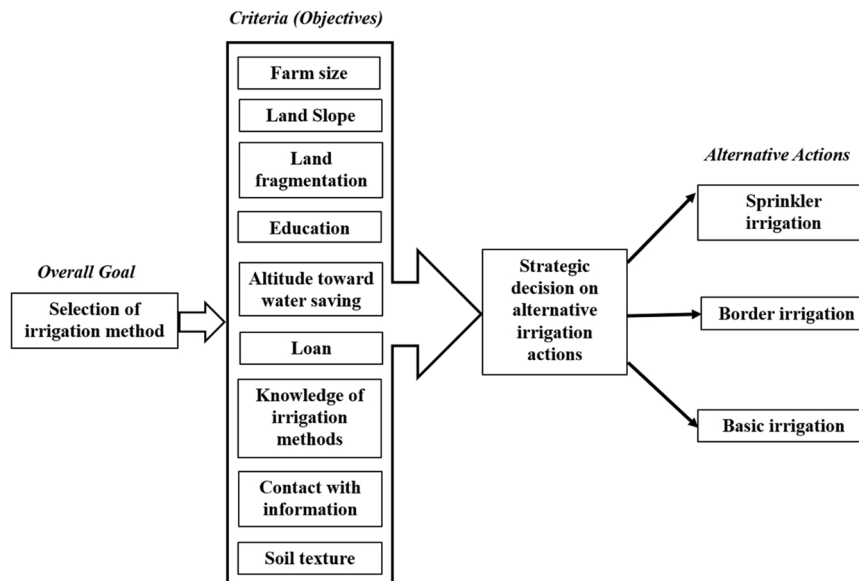 Criteria (Objectives)
Farm size
Land Slope
Land
fragmentation
Education
Altitude toward
water saving
Loan
Knowledge of
irrigation
methods
Contact with
information
Soil texture
Overall Goal
Selection of
irrigation method
Strategic
decision on
alternative
irrigation
actions
Alternative Actions
Sprinkler
irrigation
Border irrigation
Basic irrigation